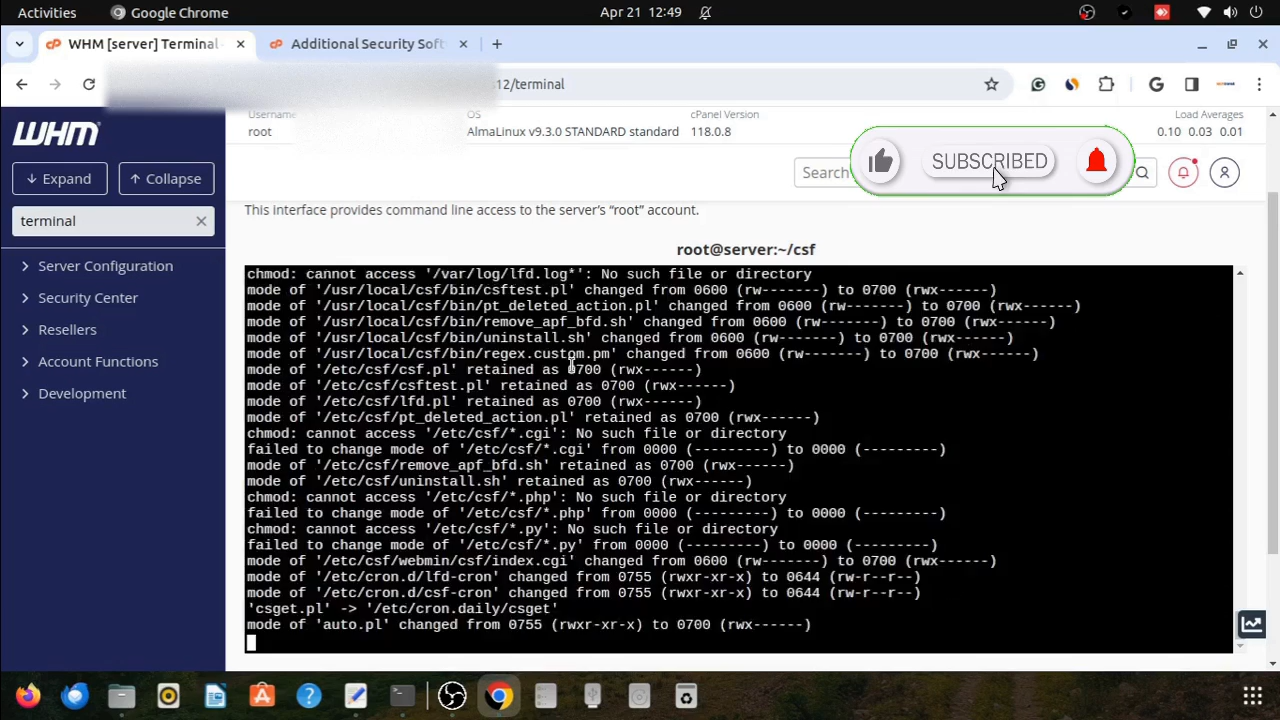 Activities
Google Chrome
Apr 21 12:49
WHM [server] Terminal -
Additional Security Soft
12/terminal
WHM
Expand
Collapse
terminal
Server Configuration
Security Center
Resellers
Account Functions
Development
Username
root
OS
AlmaLinux v9.3.0 STANDARD standard
cPanel Version
118.0.8
Load Averages
0.10 0.03 0.01
Search
SUBSCRIBED
This interface provides command line access to the server's “root” account.
root@server:~/csf
chmod: cannot access '/var/log/lfd.log*': No such file or directory
mode of '/usr/local/csf/bin/csftest.pl' changed from 0600 (rw-------) to 0700 (rwx------)
mode of '/usr/local/csf/bin/pt_deleted_action.pl' changed from 0600 (rw-------) to 0700 (rwx------)
mode of '/usr/local/csf/bin/remove_apf_bfd.sh' changed from 0600 (rw-------) to 0700 (rwx------)
mode of '/usr/local/csf/bin/uninstall.sh' changed from 0600 (rw-------) to 0700 (rwx------)
mode of '/usr/local/csf/bin/regex.custom.pm' changed from 0600 (rw-------) to 0700 (rwx------)
mode of '/etc/csf/csf.pl' retained as 0700 (rwx------)
mode of '/etc/csf/csftest.pl' retained as 0700 (rwx------)
mode of '/etc/csf/lfd.pl' retained as 0700 (rwx------)
mode of '/etc/csf/pt_deleted_action.pl' retained as 0700 (rwx------)
chmod: cannot access '/etc/csf/*.cgi': No such file or directory
failed to change mode of '/etc/csf/*.cgi' from 0000 (---------) to 0000 (---------)
mode of '/etc/csf/remove_apf_bfd.sh' retained as 0700 (rwx------)
mode of '/etc/csf/uninstall.sh' retained as 0700 (rwx------)
chmod: cannot access '/etc/csf/*.php': No such file or directory
failed to change mode of '/etc/csf/*.php' from 0000 (---------) to 0000 (---------)
chmod: cannot access '/etc/csf/*.py': No such file or directory
failed to change mode of '/etc/csf/*.py' from 0000 (---------) to 0000 (---------)
mode of '/etc/csf/webmin/csf/index.cgi' changed from 0600 (rw-------) to 0700 (rwx------)
mode of '/etc/cron.d/lfd-cron' changed from 0755 (rwxr-xr-x) to 0644 (rw-r--r--)
mode of '/etc/cron.d/csf-cron' changed from 0755 (rwxr-xr-x) to 0644 (rw-r--r--)
'csget.pl' -> '/etc/cron.daily/csget'
mode of 'auto.pl' changed from 0755 (rwxr-xr-x) to 0700 (rwx------)